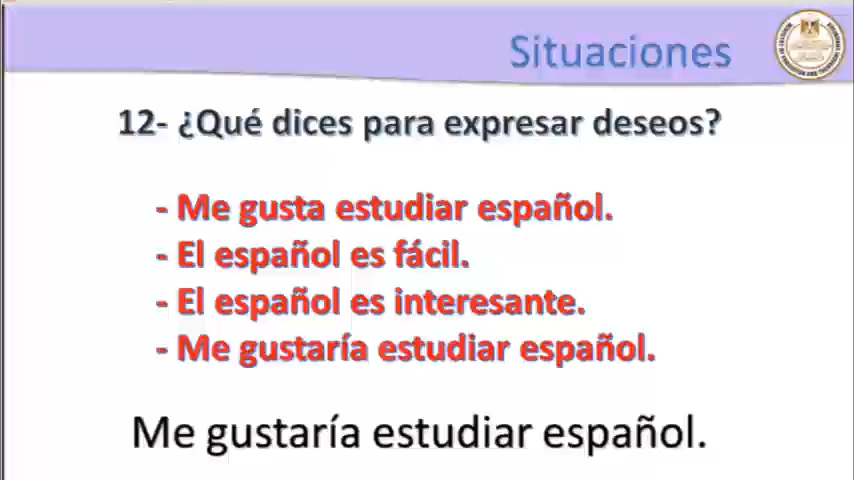 Situaciones
12- ¿Qué dices para expresar deseos?
- Me gusta estudiar español.
- El español es fácil.
- El español es interesante.
- Me gustaría estudiar español.
Me gustaría estudiar español.